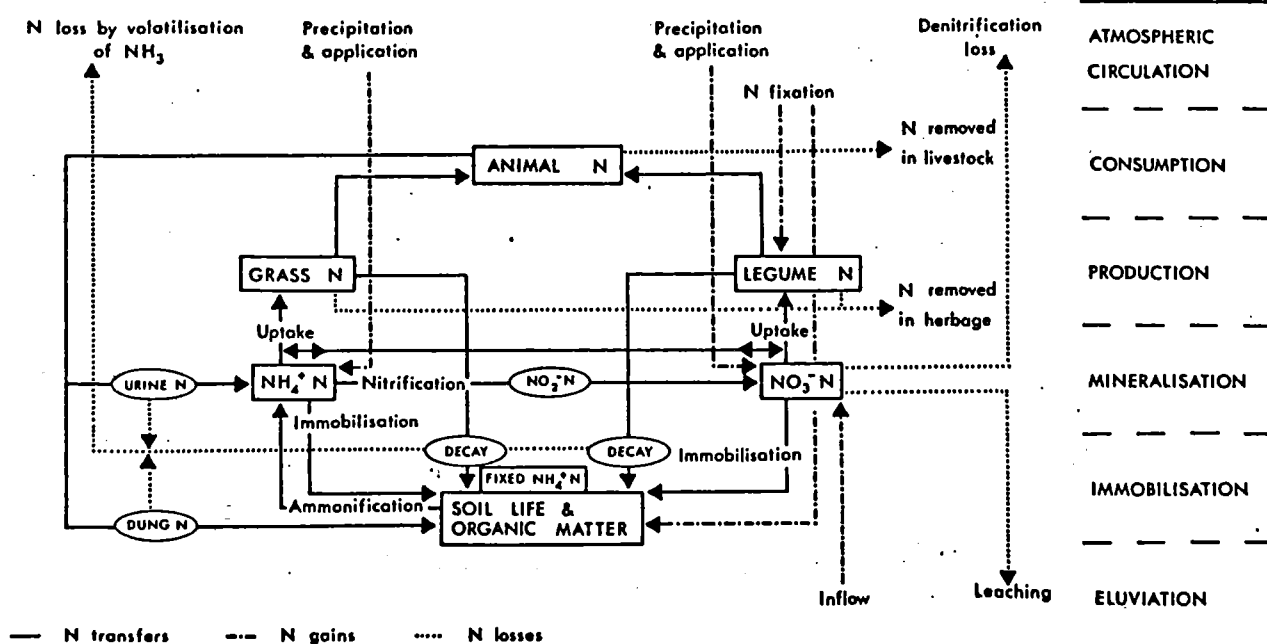 N loss by volatilisation
of NH₃
Precipitation
& application
Precipitation
& application
Denitrification
loss
ATMOSPHERIC
CIRCULATION
N fixation
N removed
in livestock
ANIMAL N
CONSUMPTION
GRASS N
LEGUME N
PRODUCTION
N removed
in herbage
Uptake
Uptake
URINE N
NH₄⁺ N
Nitrification
NO₂⁻N
NO₃⁻N
MINERALISATION
Immobilisation
DECAY
DECAY
Immobilisation
FIXED NH₄⁺N
IMMOBILISATION
Ammonification
SOIL LIFE &
ORGANIC MATTER
DUNG N
Inflow
Leaching
ELUVIATION
N transfers
N gains
N losses